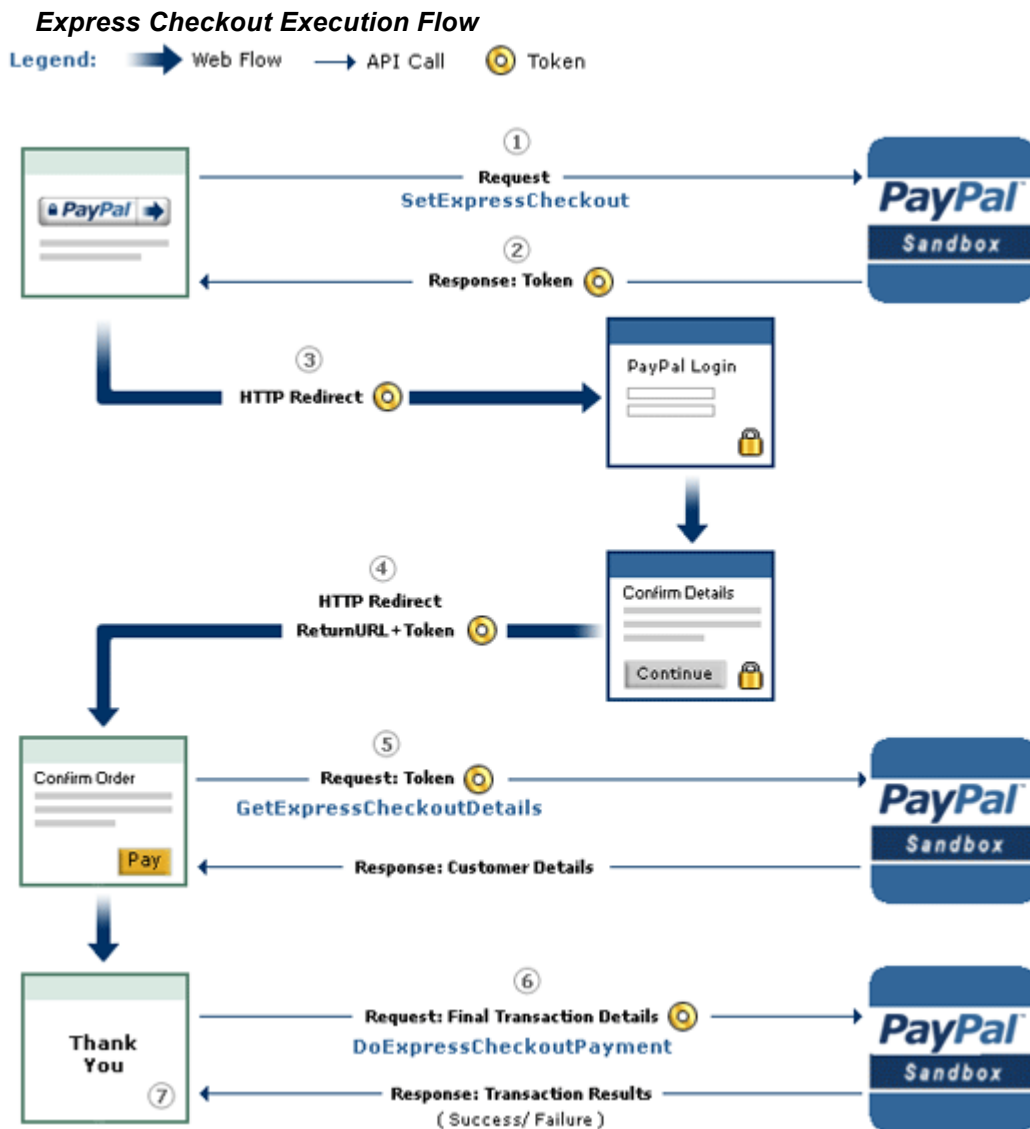 Express Checkout Execution Flow
Legend: Web Flow API Call Token
1
Request
SetExpressCheckout
PayPal
PayPal™
Sandbox
2
Response: Token
3
HTTP Redirect
PayPal Login
4
HTTP Redirect
ReturnURL+Token
Confirm Details
Continue
5
Confirm Order
Request: Token
GetExpressCheckoutDetails
PayPal
Sandbox
Pay
Response: Customer Details
6
Request: Final Transaction Details
DoExpressCheckoutPayment
PayPal™
Sandbox
Thank
You
7
Response: Transaction Results
( Success/ Failure )